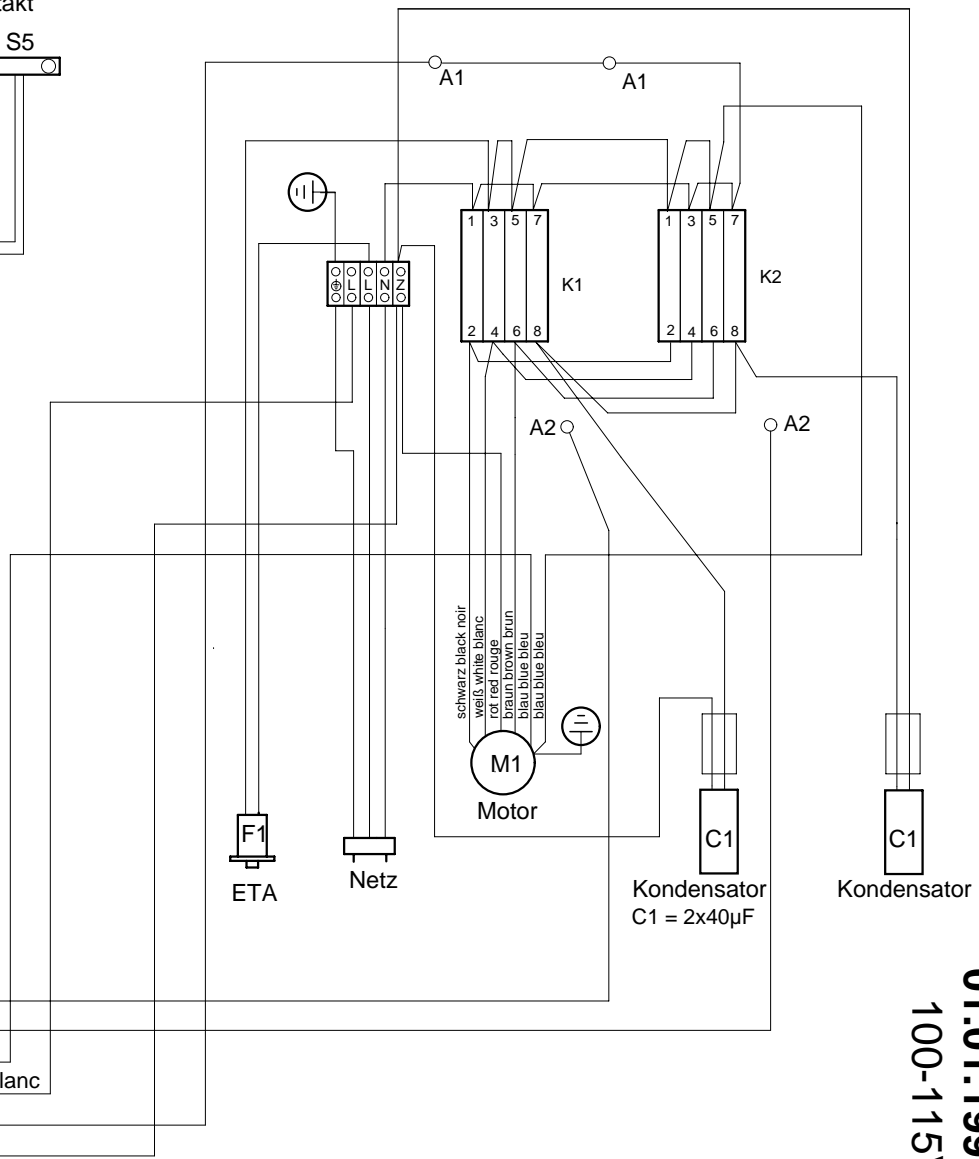 S5
A1
A1
1 3 5 7
1 3 5 7
K1
K2
L L N Z
2 4 6 8
2 4 6 8
A2
A2
schwarz black noir
weiß white blanc
rot red rouge
braun brown brun
blau blue bleu
blau blue bleu
M1
Motor
F1
ETA
Netz
C1
Kondensator
C1 = 2x40µF
C1
Kondensator
100-115